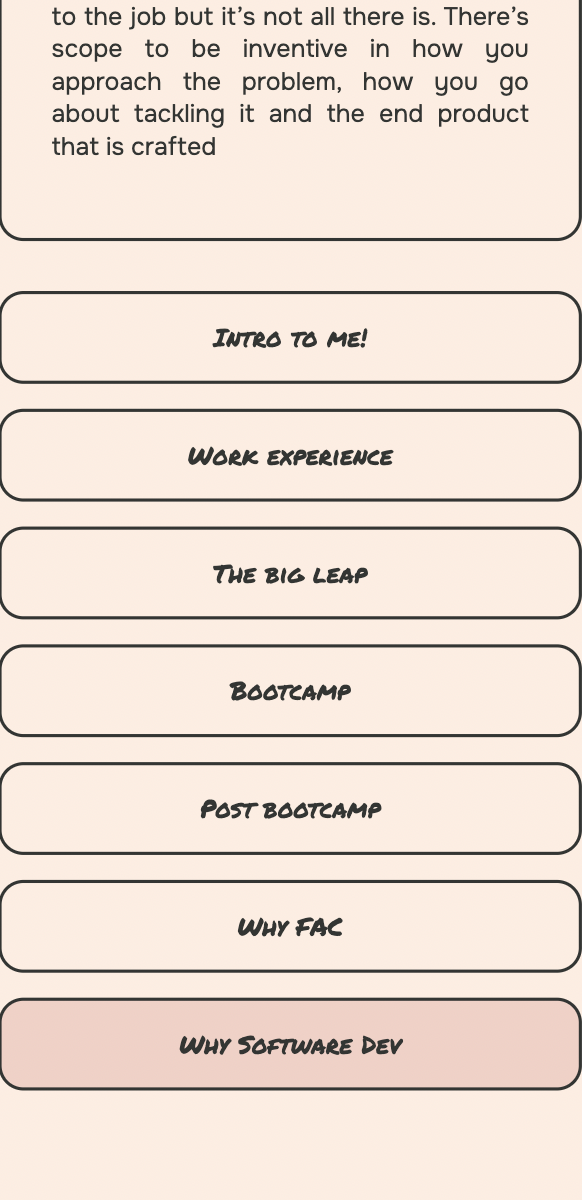 to the job but it’s not all there is. There’s
scope to be inventive in how you
approach the problem, how you go
about tackling it and the end product
that is crafted
Intro to me!
Work experience
The big leap
Bootcamp
Post bootcamp
Why FAC
Why Software Dev